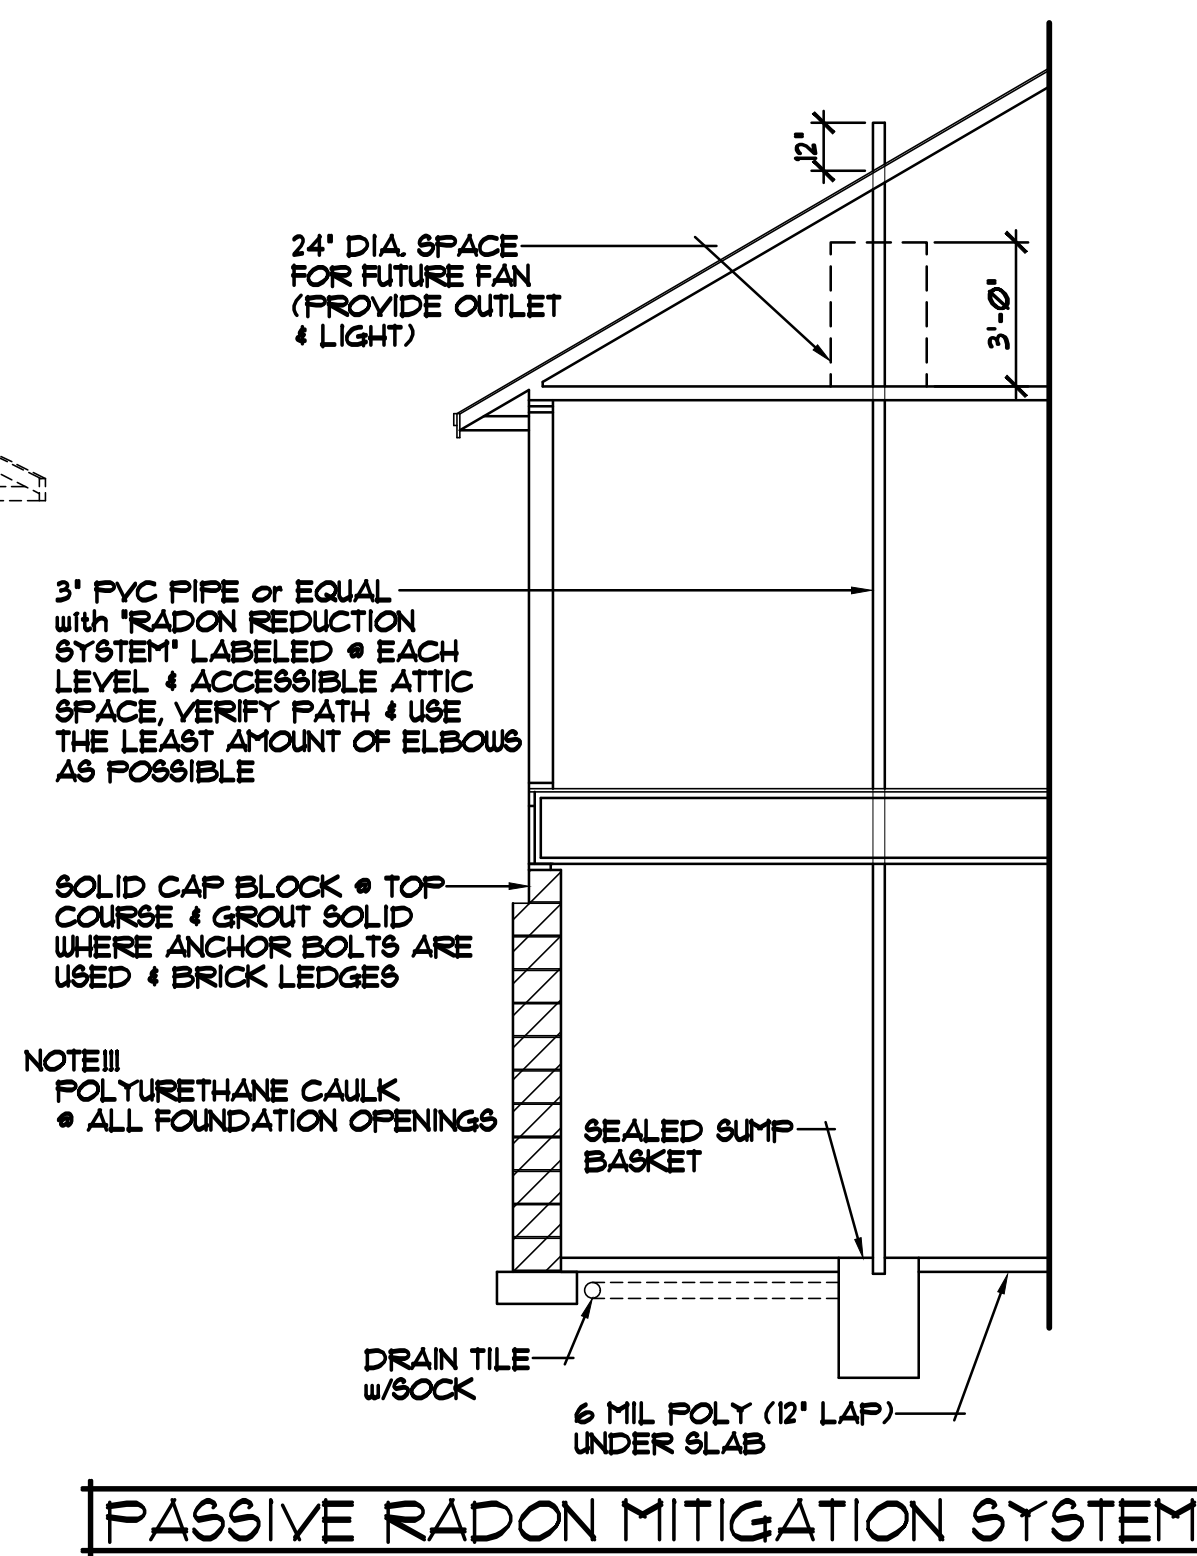 12"
24" DIA. SPACE
FOR FUTURE FAN
(PROVIDE OUTLET
& LIGHT)
3'-0"
3" PVC PIPE or EQUAL
with "RADON REDUCTION
SYSTEM" LABELED @ EACH
LEVEL & ACCESSIBLE ATTIC
SPACE, VERIFY PATH & USE
THE LEAST AMOUNT OF ELBOWS
AS POSSIBLE
SOLID CAP BLOCK @ TOP
COURSE & GROUT SOLID
WHERE ANCHOR BOLTS ARE
USED & BRICK LEDGES
NOTE!!!
POLYURETHANE CAULK
@ ALL FOUNDATION OPENINGS
SEALED SUMP
BASKET
DRAIN TILE
w/SOCK
6 MIL POLY (12" LAP)
UNDER SLAB
PASSIVE RADON MITIGATION SYSTEM